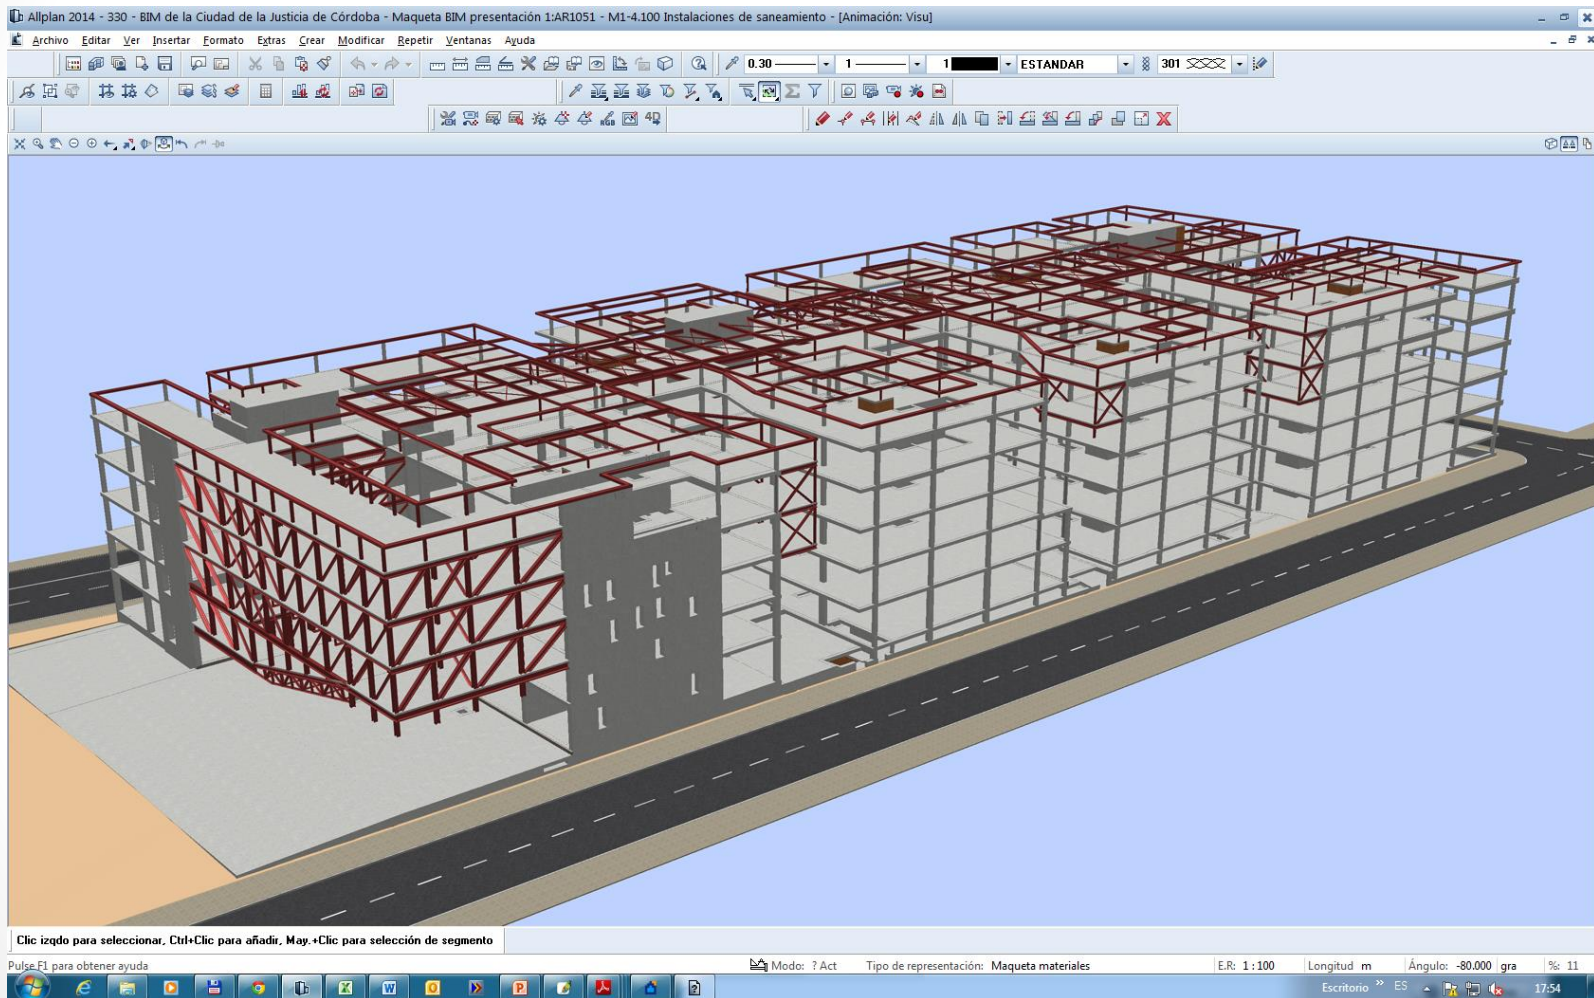 Allplan 2014 - 330 - BIM de la Ciudad de la Justicia de Córdoba - Maqueta BIM presentación 1:AR1051 - M1-4.100 Instalaciones de saneamiento - [Animación: Visu]
Archivo Editar Ver Insertar Formato Extras Crear Modificar Repetir Ventanas Ayuda
0.30 1 1 ESTANDAR 301
4D
Clic izqdo para seleccionar, Ctrl+Clic para añadir, May.+Clic para selección de segmento
Pulse F1 para obtener ayuda Modo: ? Act Tipo de representación: Maqueta materiales E.R: 1 : 100 Longitud m Ángulo: -80.000 gra %: 11
Escritorio » ES 17:54